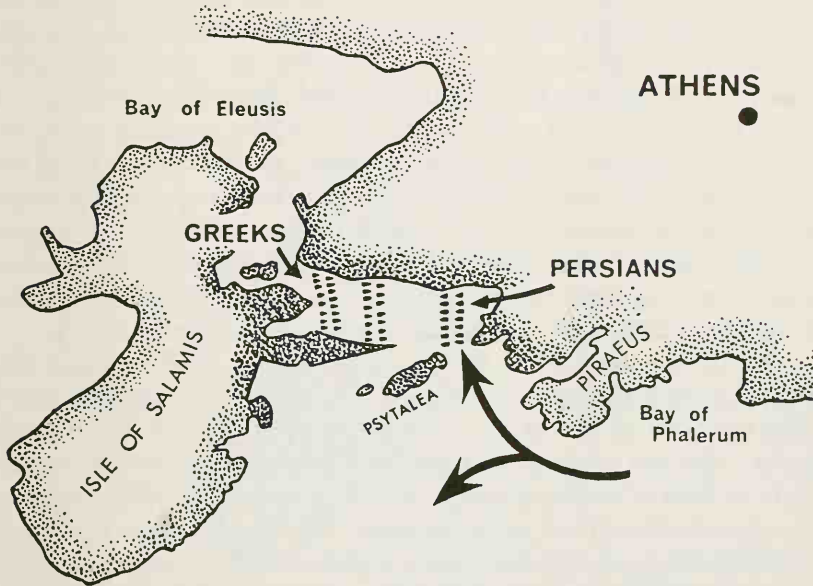 ATHENS
Bay of Eleusis
GREEKS
PERSIANS
ISLE OF SALAMIS
PSYTALEA
PIRAEUS
Bay of
Phalerum